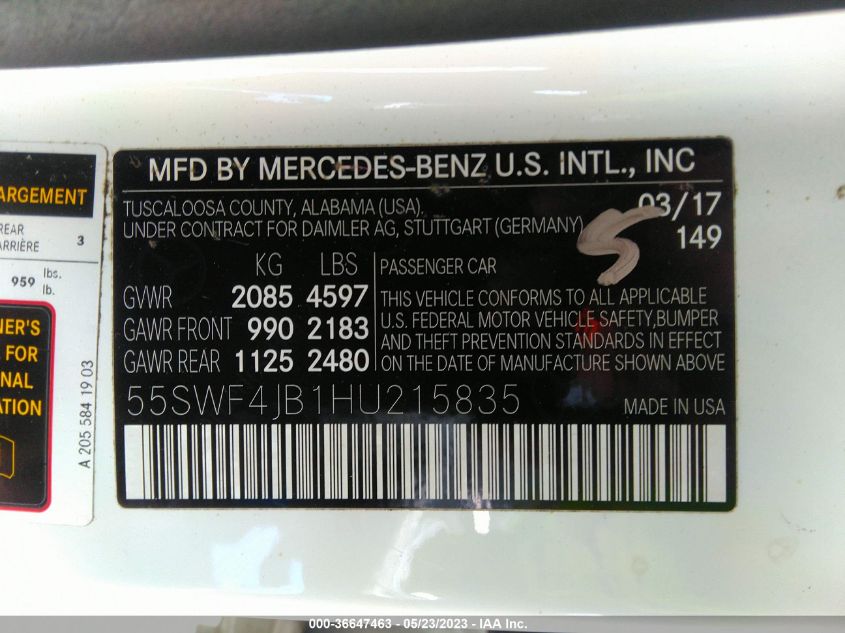 ARGEMENT
REAR
ARRIÈRE 3
959 lbs.
lb.
NER'S
FOR
NAL
ATION
A 205 584 19 03
MFD BY MERCEDES-BENZ U.S. INTL., INC
TUSCALOOSA COUNTY, ALABAMA (USA).
UNDER CONTRACT FOR DAIMLER AG, STUTTGART (GERMANY)
03/17
149
5
KG LBS
GVWR 2085 4597
GAWR FRONT 990 2183
GAWR REAR 1125 2480
PASSENGER CAR
THIS VEHICLE CONFORMS TO ALL APPLICABLE
U.S. FEDERAL MOTOR VEHICLE SAFETY,BUMPER
AND THEFT PREVENTION STANDARDS IN EFFECT
ON THE DATE OF MANUFACTURE SHOWN ABOVE
55SWF4JB1HU215835
MADE IN USA
000-36647463 - 05/23/2023 - IAA Inc.